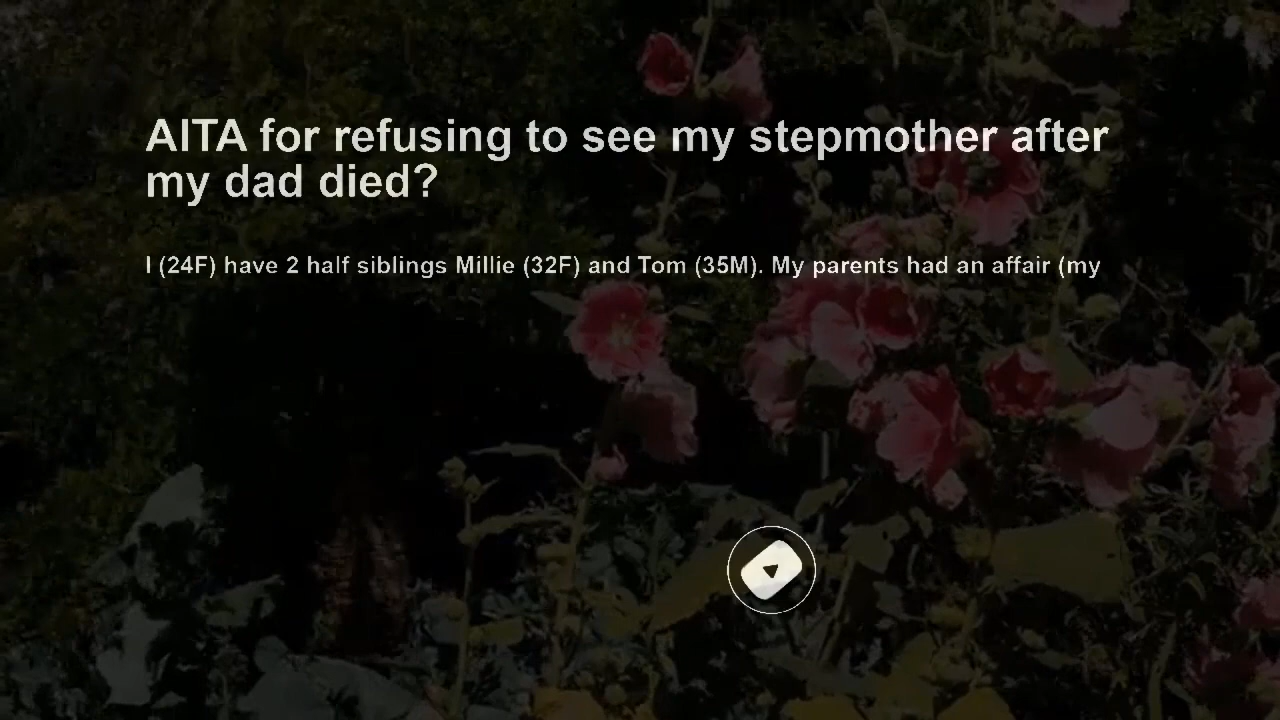 AITA for refusing to see my stepmother after
my dad died?
I (24F) have 2 half siblings Millie (32F) and Tom (35M). My parents had an affair (my